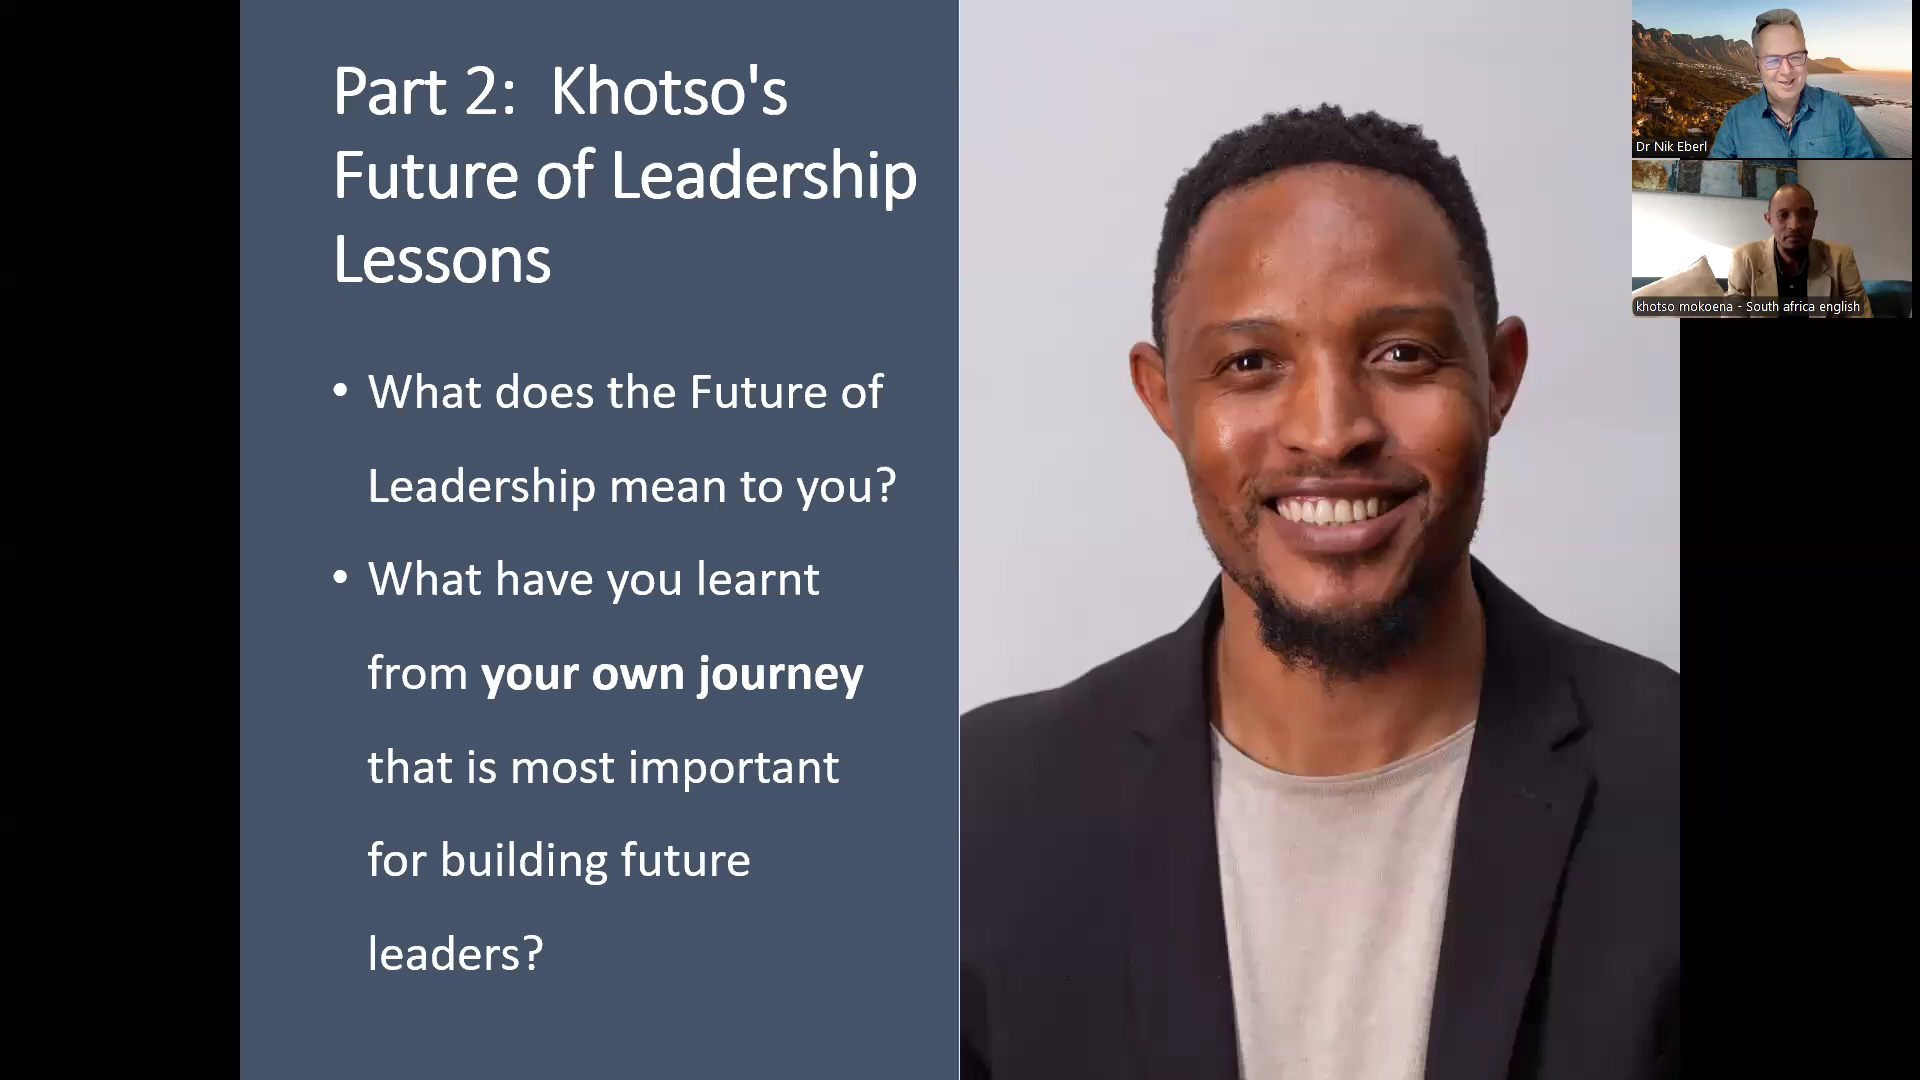 Part 2:  Khotso's
Future of Leadership
Lessons
• What does the Future of
Leadership mean to you?
• What have you learnt
from your own journey
that is most important
for building future
leaders?
Dr Nik Eberl
khotso mokoena - South africa english